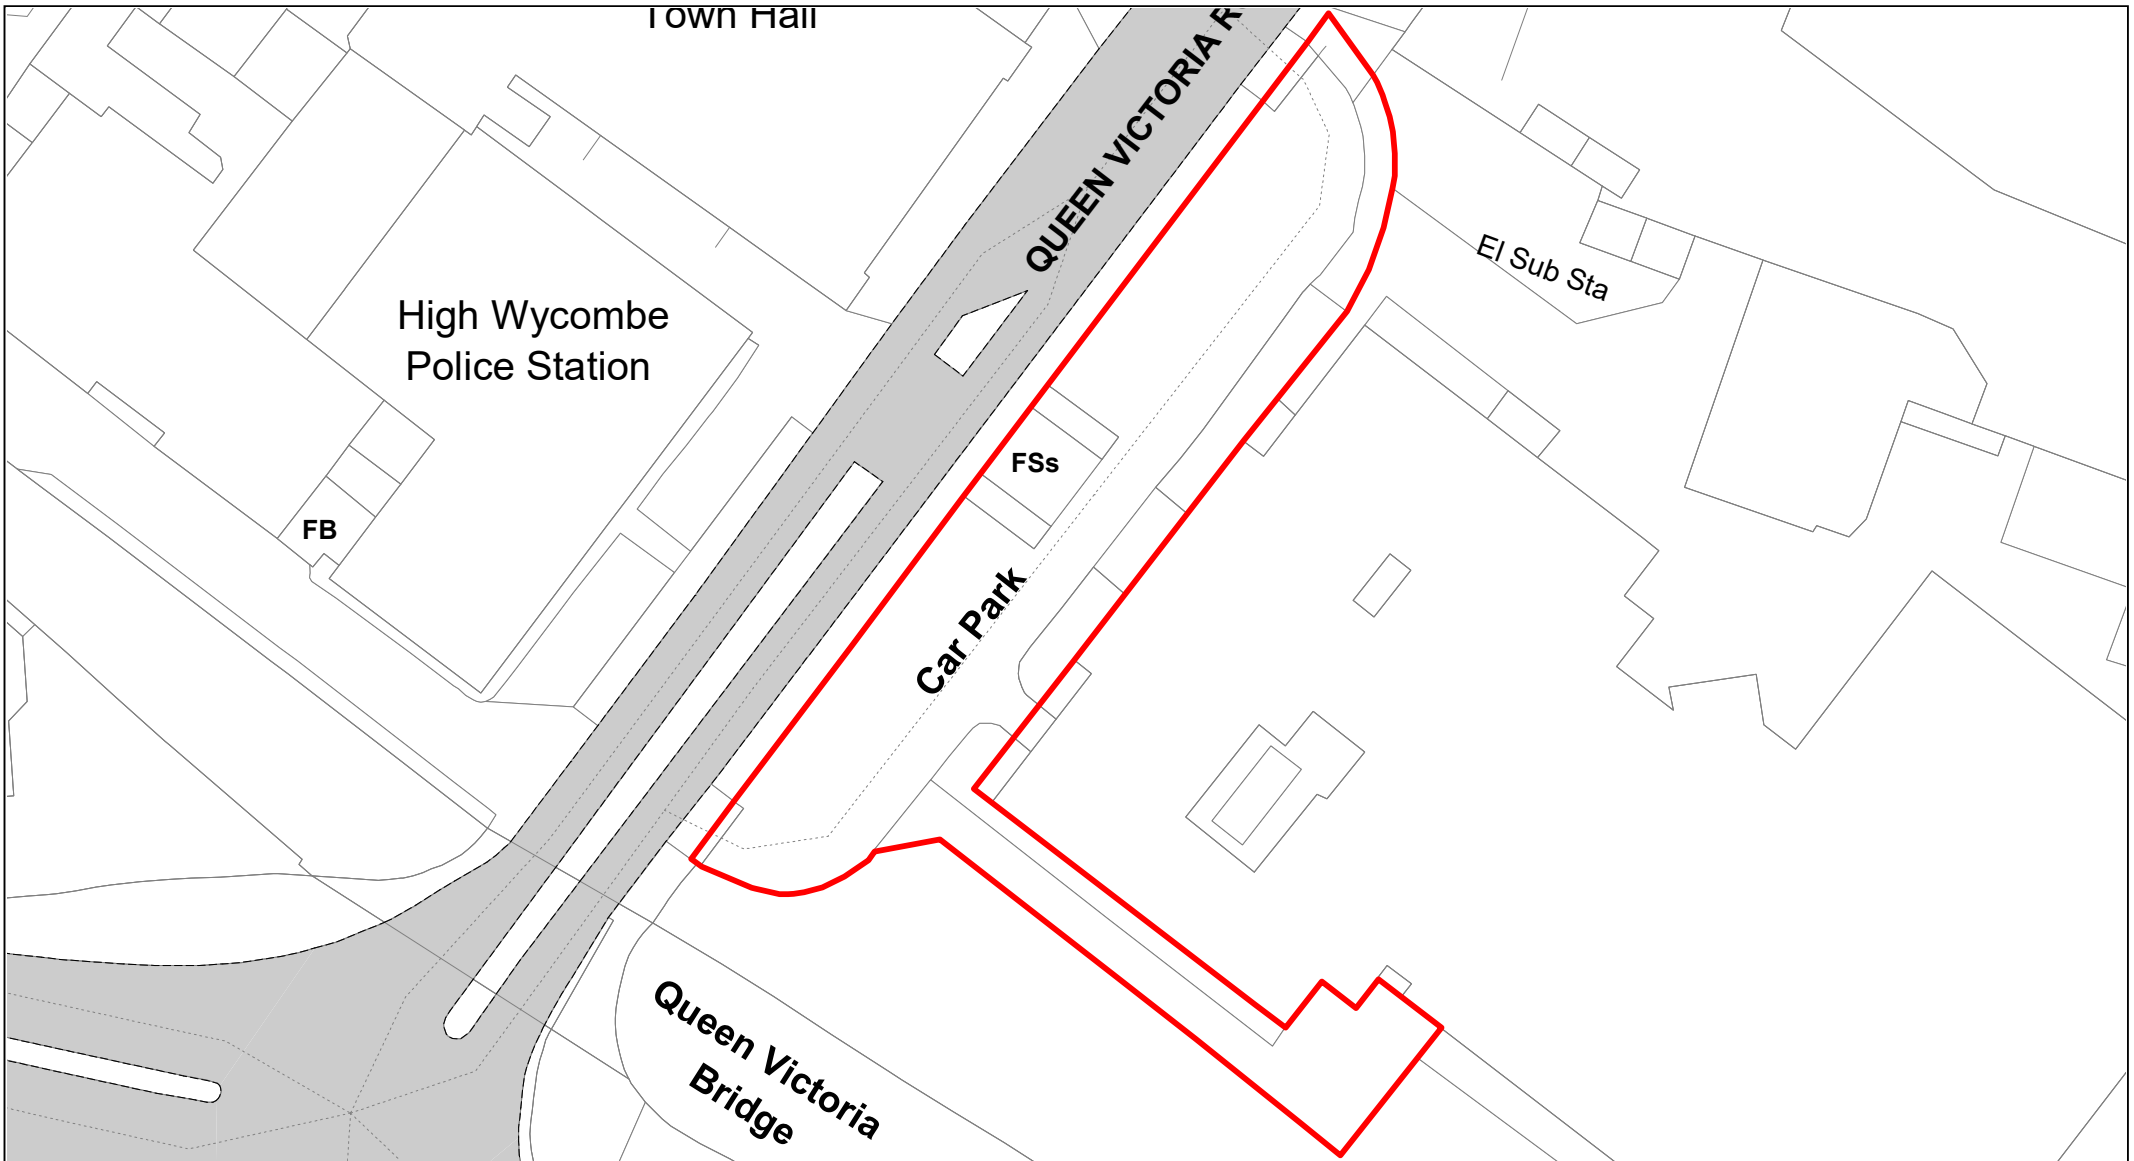 Town Hall
QUEEN VICTORIA R
El Sub Sta
High Wycombe
Police Station
FSs
FB
Car Park
Queen Victoria
Bridge